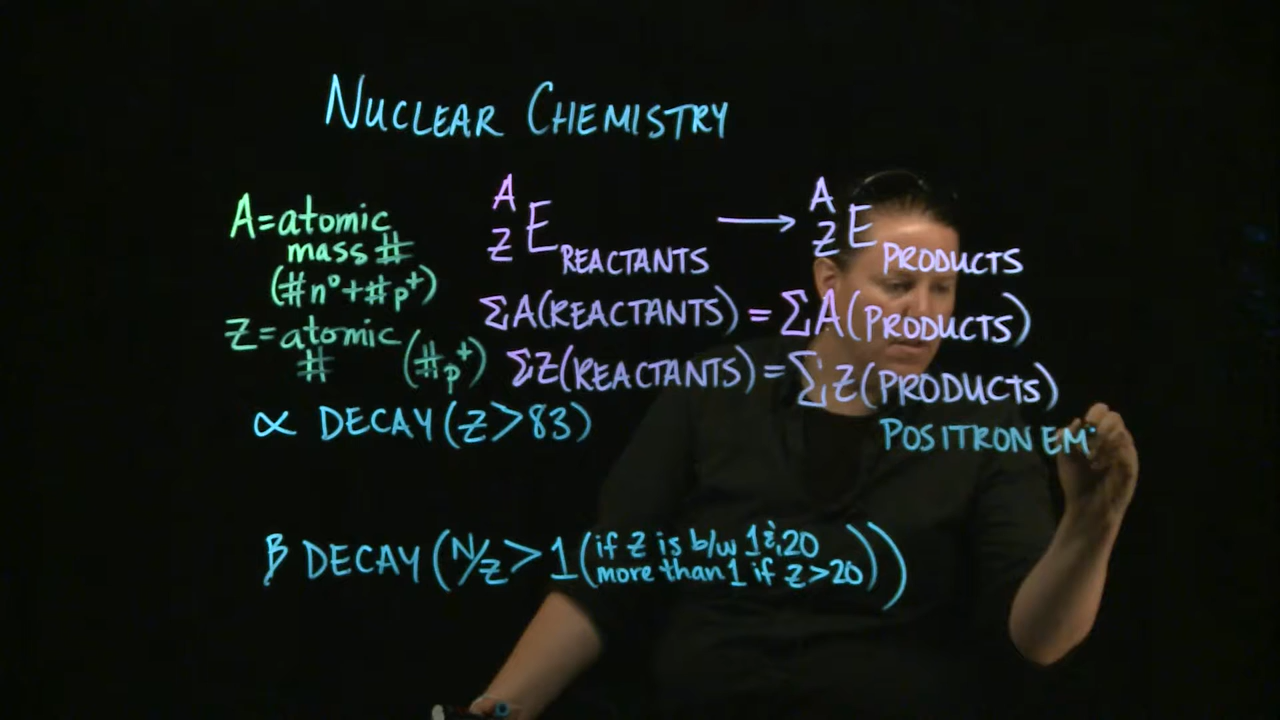 NUCLEAR CHEMISTRY
A=atomic
mass #
(#n°+#p⁺)
Z=atomic
# (#p⁺)
A
Z E REACTANTS → A
Z E PRODUCTS
ΣA(REACTANTS) = ΣA(PRODUCTS)
ΣZ(REACTANTS) = ΣZ(PRODUCTS)
∝ DECAY (Z>83)
POSITRON EM
β DECAY (N/Z > 1 (if Z is b/w 1 & 20
more than 1 if Z>20))